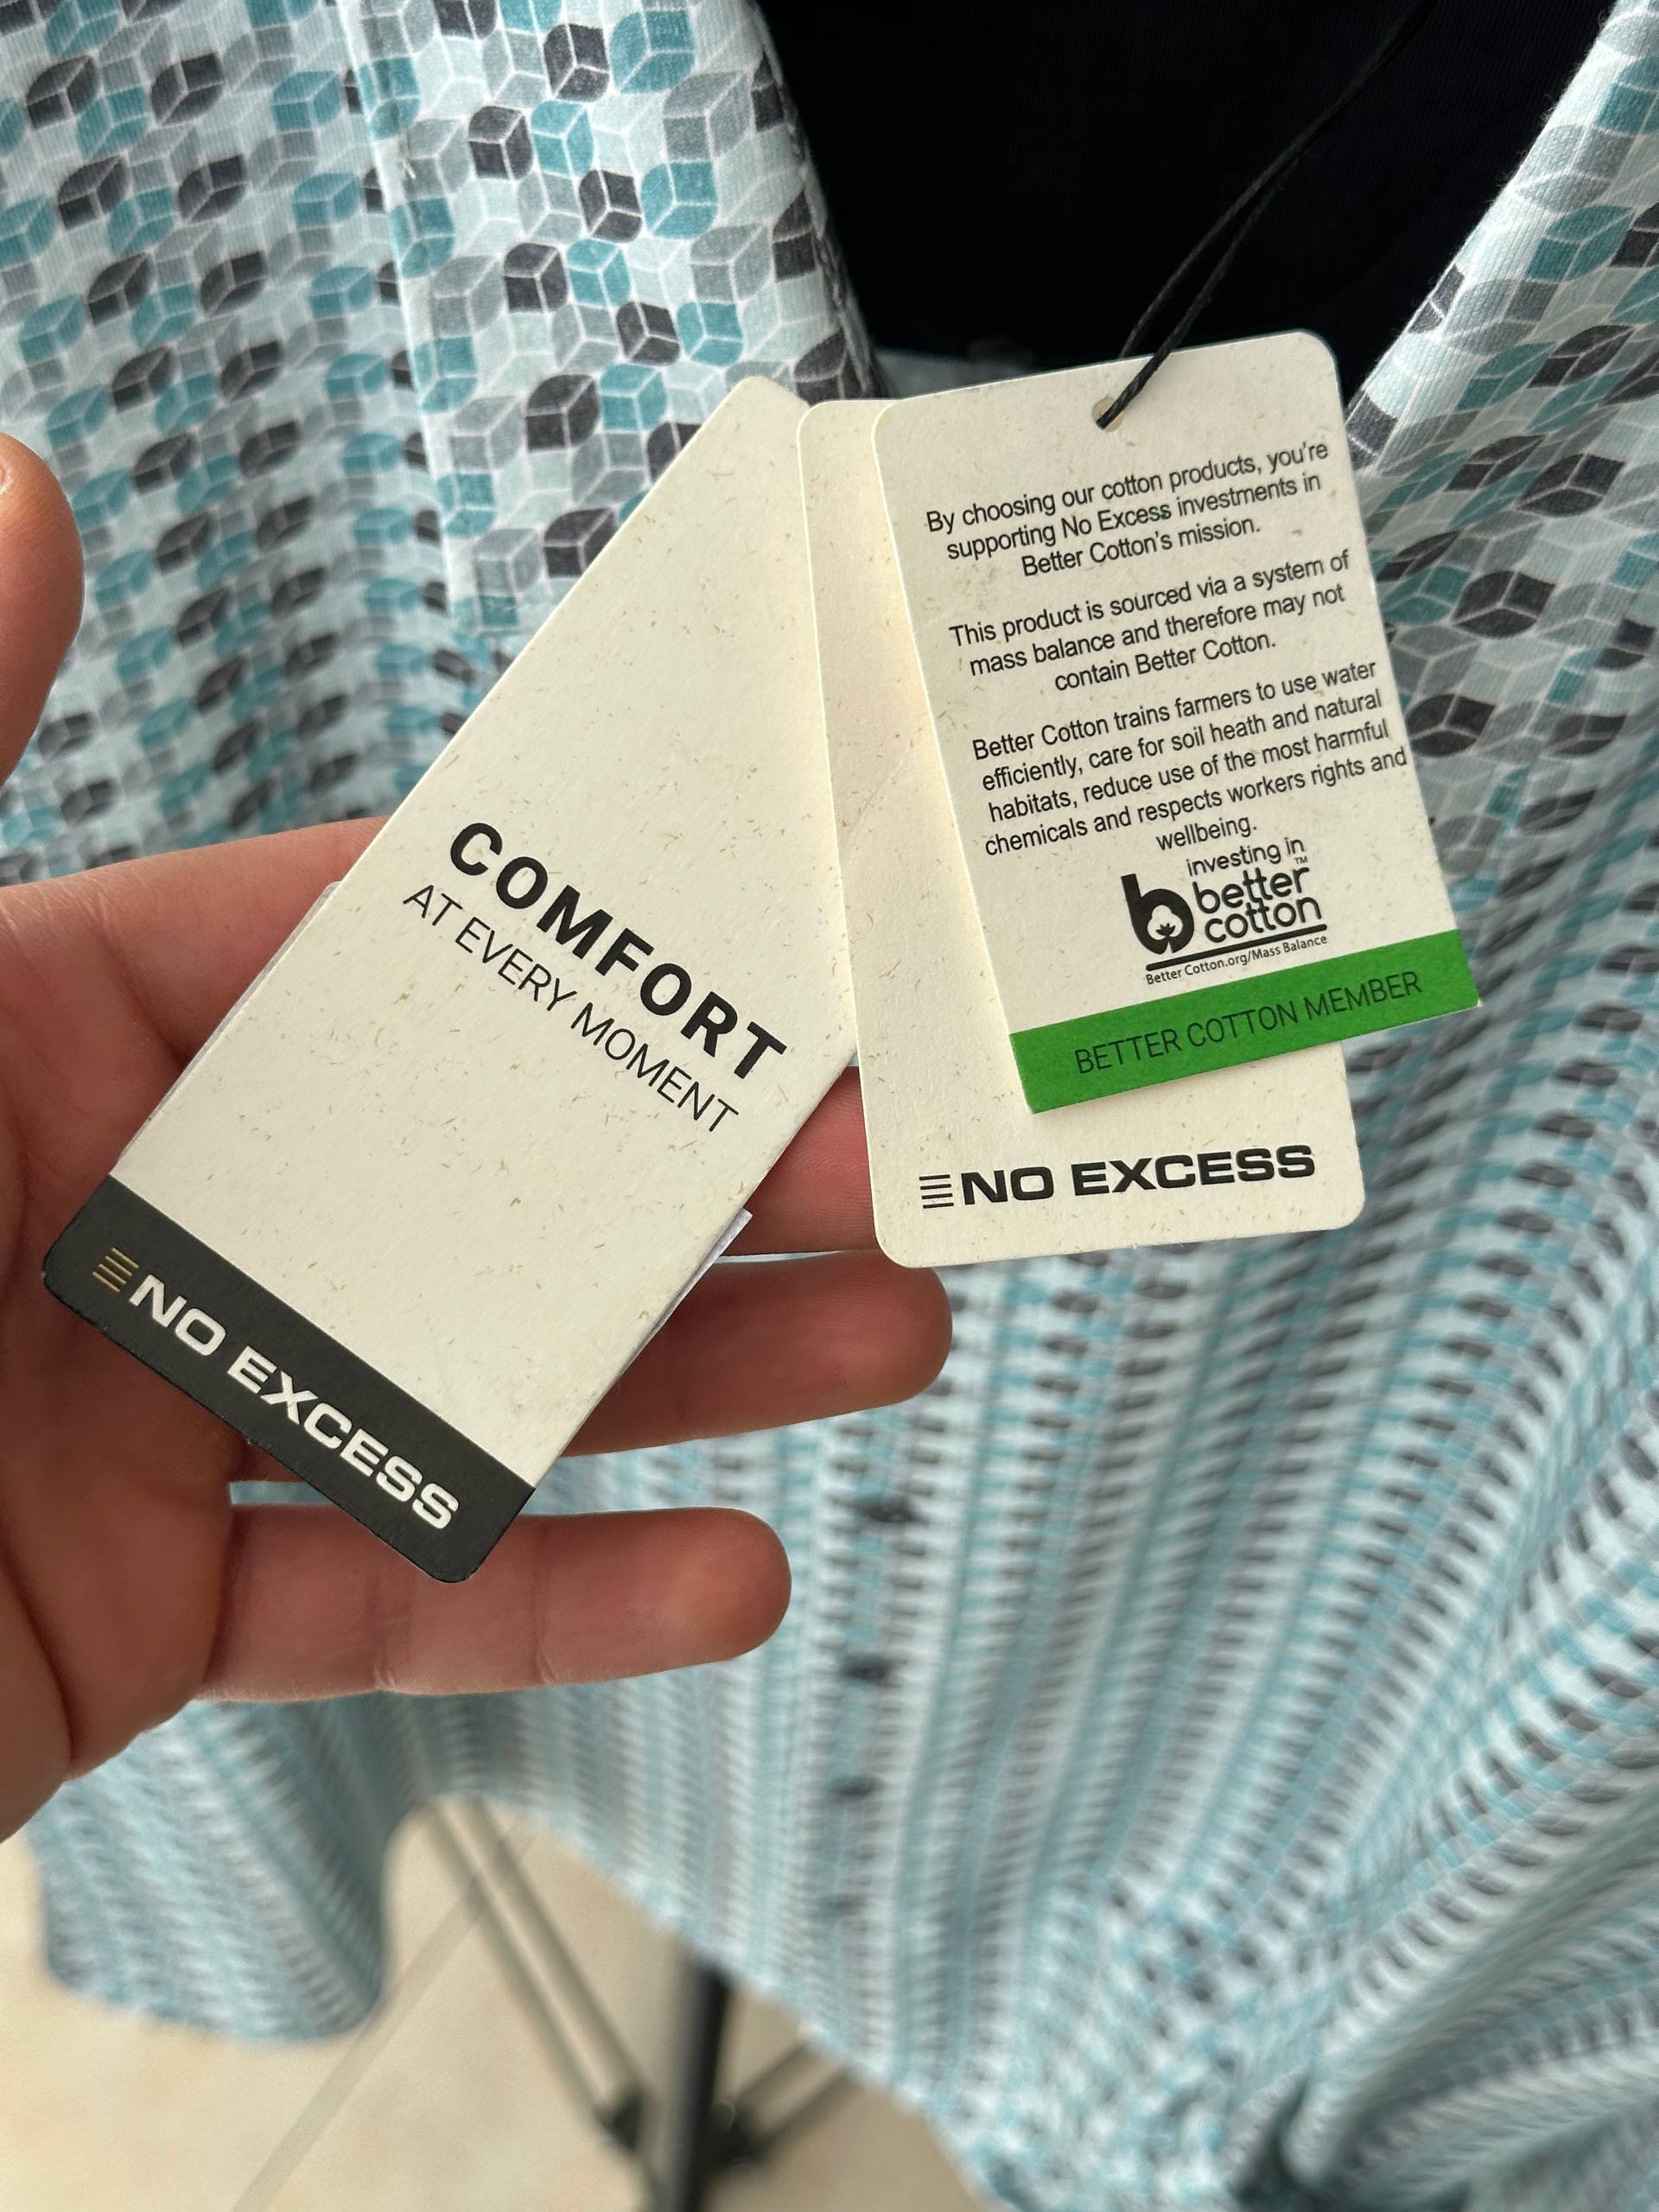 COMFORT
AT EVERY MOMENT
NO EXCESS
By choosing our cotton products, you're
supporting No Excess investments in
Better Cotton's mission.
This product is sourced via a system of
mass balance and therefore may not
contain Better Cotton.
Better Cotton trains farmers to use water
efficiently, care for soil heath and natural
habitats, reduce use of the most harmful
chemicals and respects workers rights and
wellbeing.
investing in
better
cotton
TM
Better Cotton.org/Mass Balance
BETTER COTTON MEMBER
NO EXCESS